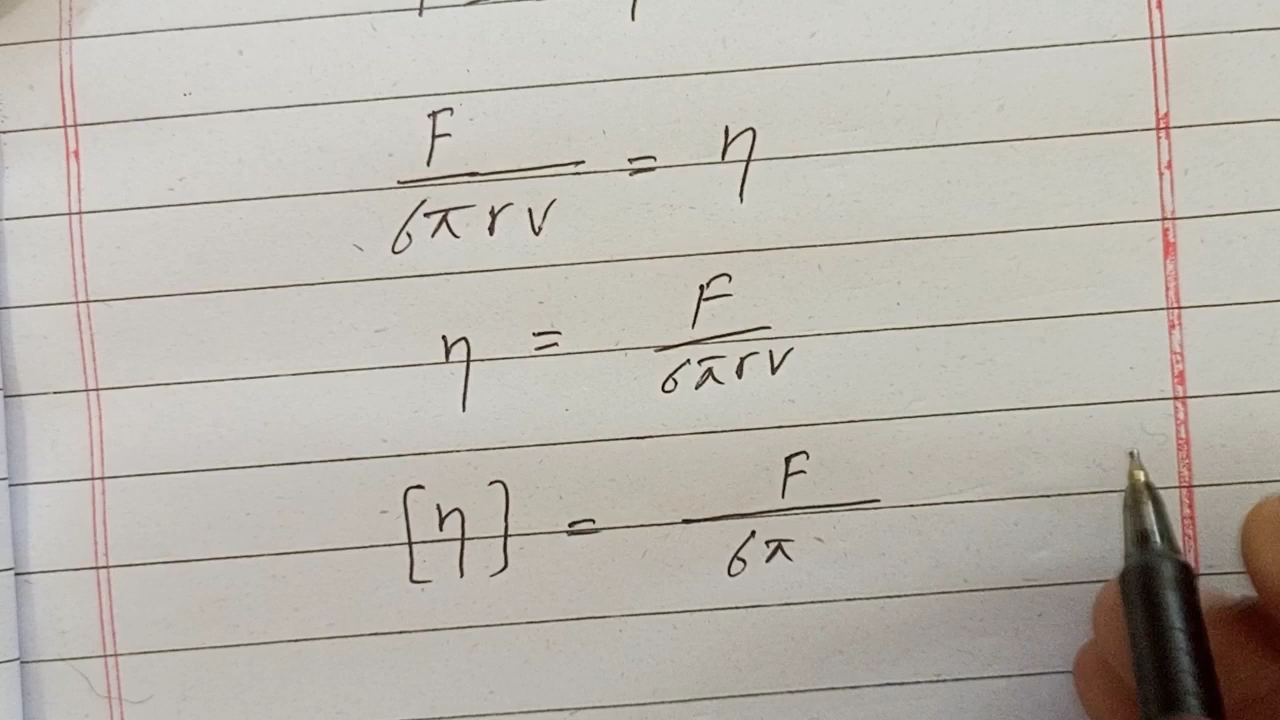 F/6πrv = η
η = F/6πrv
[η] = F/6π